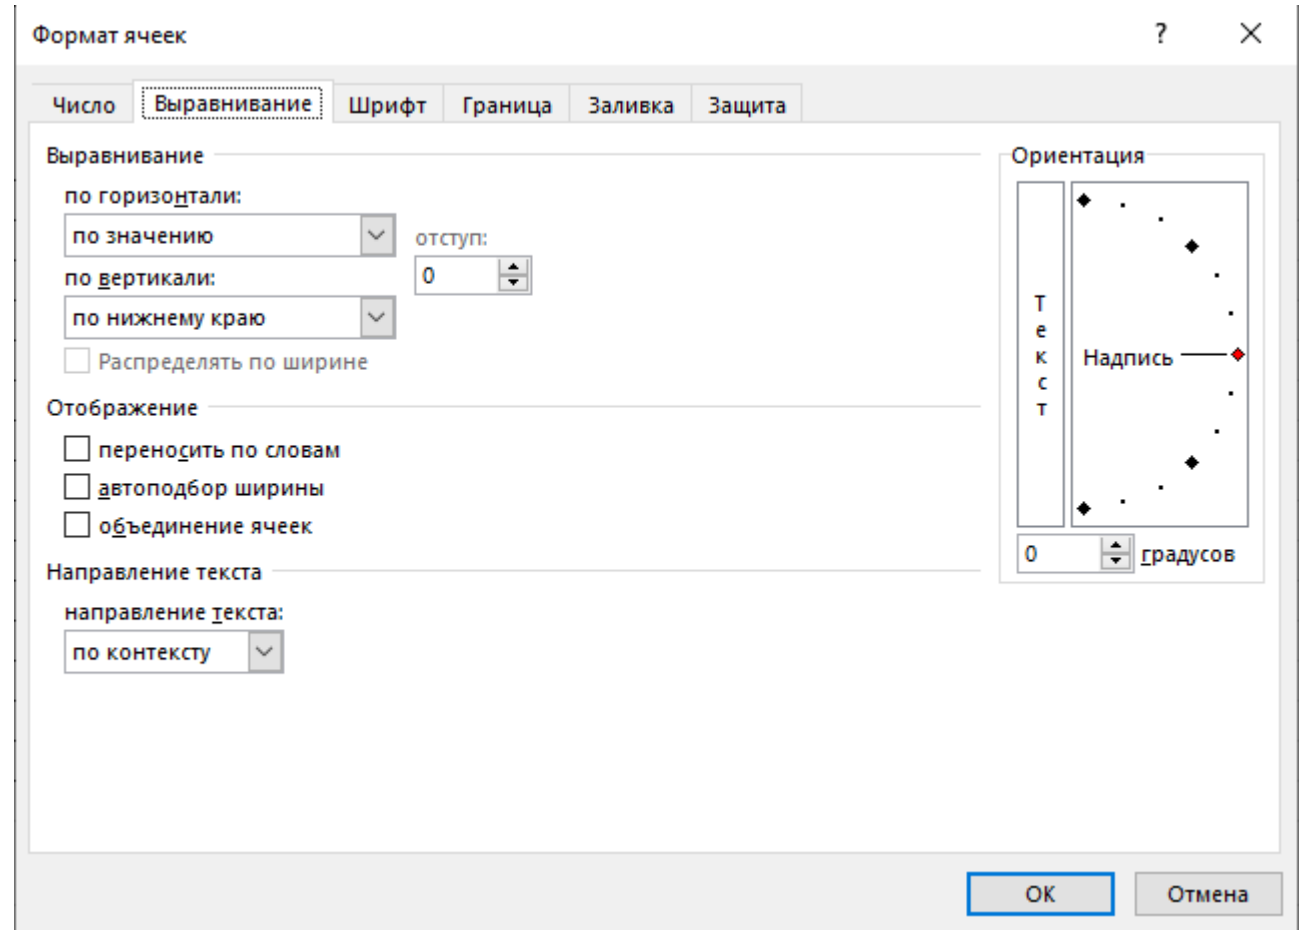 Формат ячеек ?
Число Выравнивание Шрифт Граница Заливка Защита
Выравнивание
по горизонтали:
по значению
отступ:
0
по вертикали:
по нижнему краю
Распределять по ширине
Отображение
переносить по словам
автоподбор ширины
объединение ячеек
Направление текста
направление текста:
по контексту
Ориентация
Текст
Надпись
0 градусов
ОК Отмена